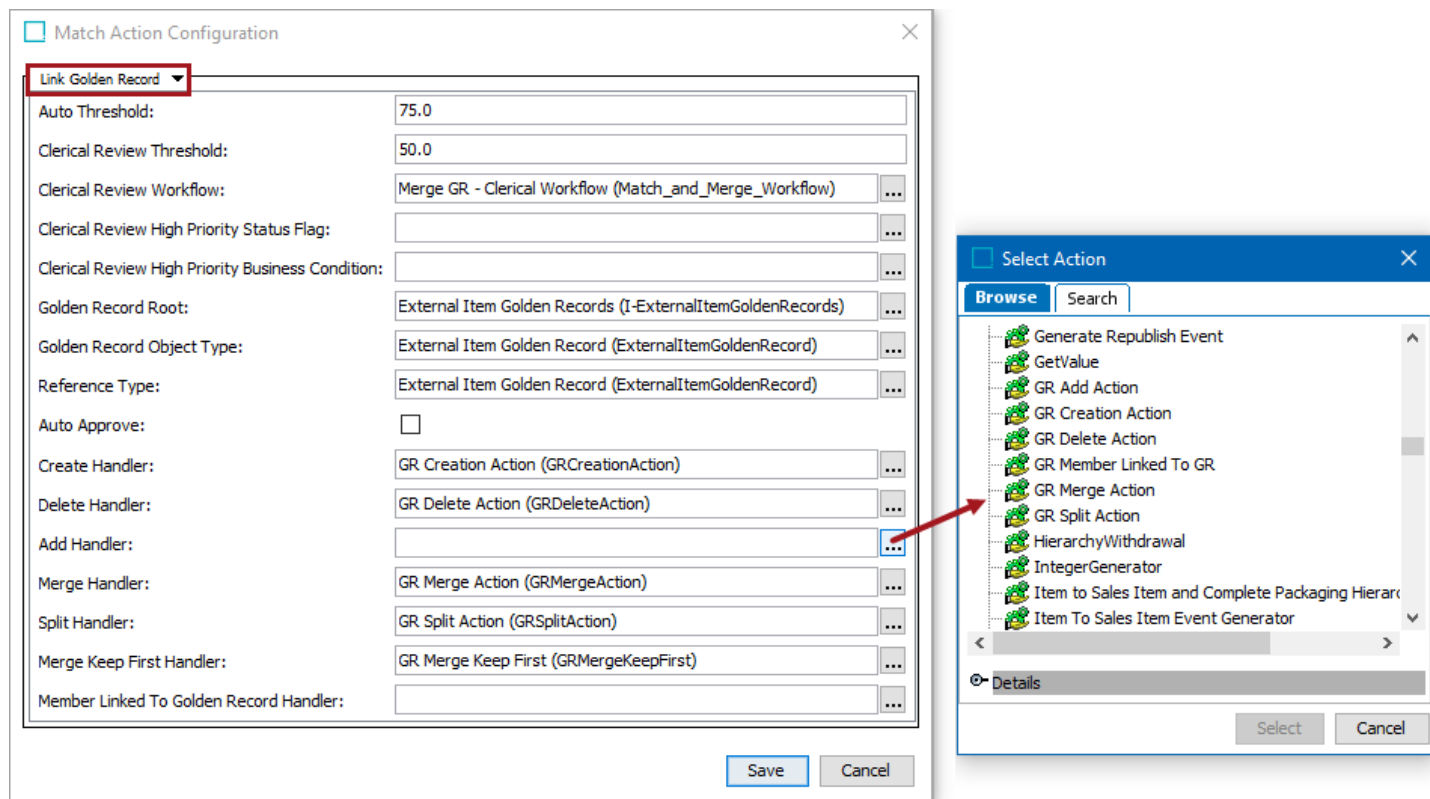 Match Action Configuration
Link Golden Record
Auto Threshold: 75.0
Clerical Review Threshold: 50.0
Clerical Review Workflow: Merge GR - Clerical Workflow (Match_and_Merge_Workflow) ...
Clerical Review High Priority Status Flag: ...
Clerical Review High Priority Business Condition: ...
Golden Record Root: External Item Golden Records (I-ExternalItemGoldenRecords) ...
Golden Record Object Type: External Item Golden Record (ExternalItemGoldenRecord) ...
Reference Type: External Item Golden Record (ExternalItemGoldenRecord) ...
Auto Approve:
Create Handler: GR Creation Action (GRCreationAction) ...
Delete Handler: GR Delete Action (GRDeleteAction) ...
Add Handler: ...
Merge Handler: GR Merge Action (GRMergeAction) ...
Split Handler: GR Split Action (GRSplitAction) ...
Merge Keep First Handler: GR Merge Keep First (GRMergeKeepFirst) ...
Member Linked To Golden Record Handler: ...
Save Cancel
Select Action
Browse Search
Generate Republish Event
GetValue
GR Add Action
GR Creation Action
GR Delete Action
GR Member Linked To GR
GR Merge Action
GR Split Action
HierarchyWithdrawal
IntegerGenerator
Item to Sales Item and Complete Packaging Hierarc
Item To Sales Item Event Generator
Details
Select Cancel